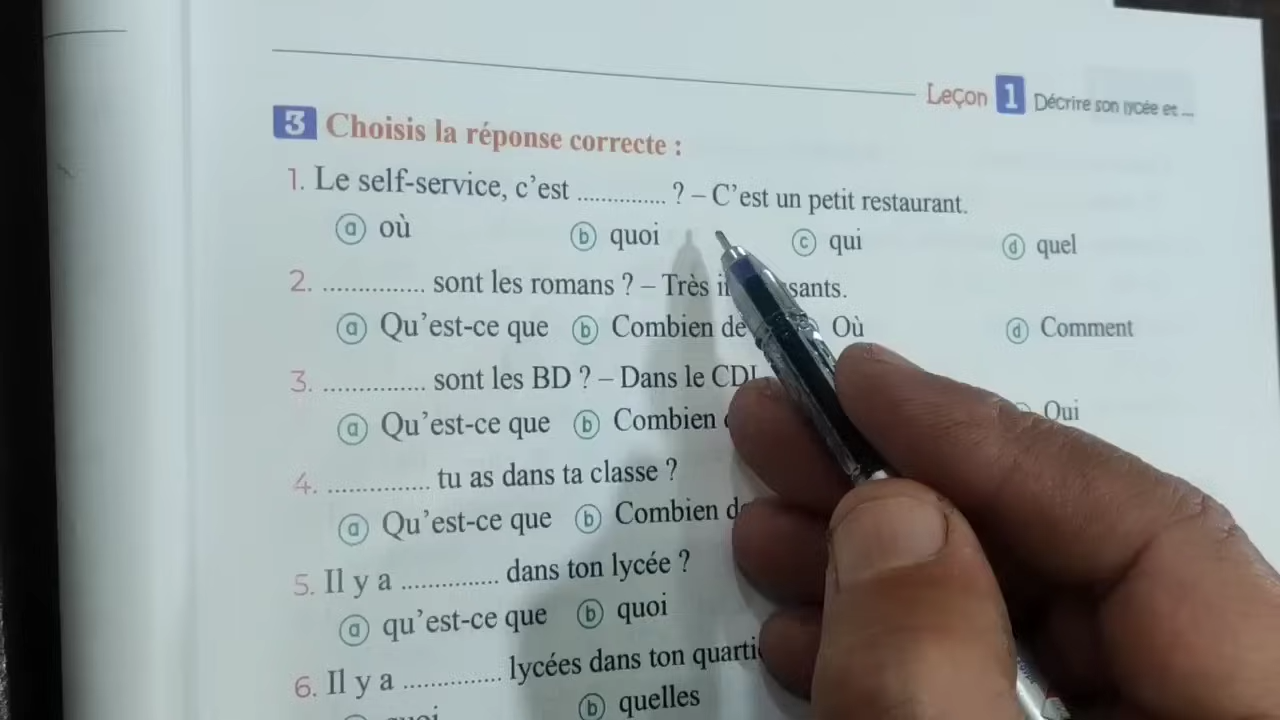 Leçon 1 Décrire son lycée et ...
3 Choisis la réponse correcte :
1. Le self-service, c'est .............. ? – C'est un petit restaurant.
a où b quoi c qui d quel
2. ................ sont les romans ? – Très
a Qu'est-ce que b Combien de Où d Comment
3. ................ sont les BD ? – Dans le CDI
a Qu'est-ce que b Combien Oui
4. ................ tu as dans ta classe ?
a Qu'est-ce que b Combien
5. Il y a ............... dans ton lycée ?
a qu'est-ce que b quoi
6. Il y a ............... lycées dans ton
b quelles